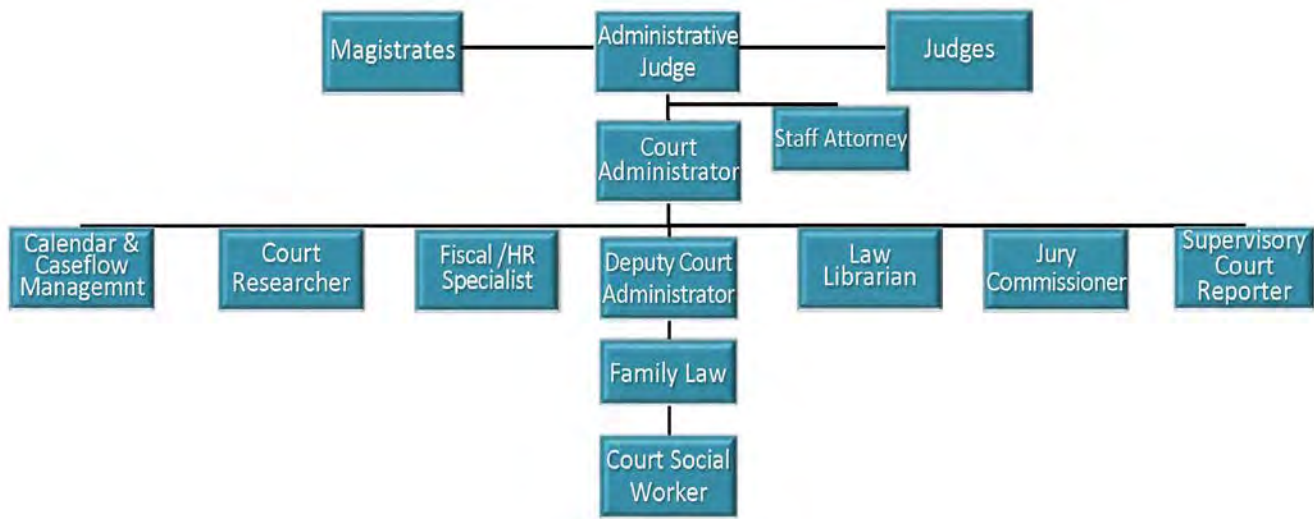 Magistrates
Administrative
Judge
Judges
Court
Administrator
Staff Attorney
Calendar &
Caseflow
Managemnt
Court
Researcher
Fiscal /HR
Specialist
Deputy Court
Administrator
Law
Librarian
Jury
Commissioner
Supervisory
Court
Reporter
Family Law
Court Social
Worker